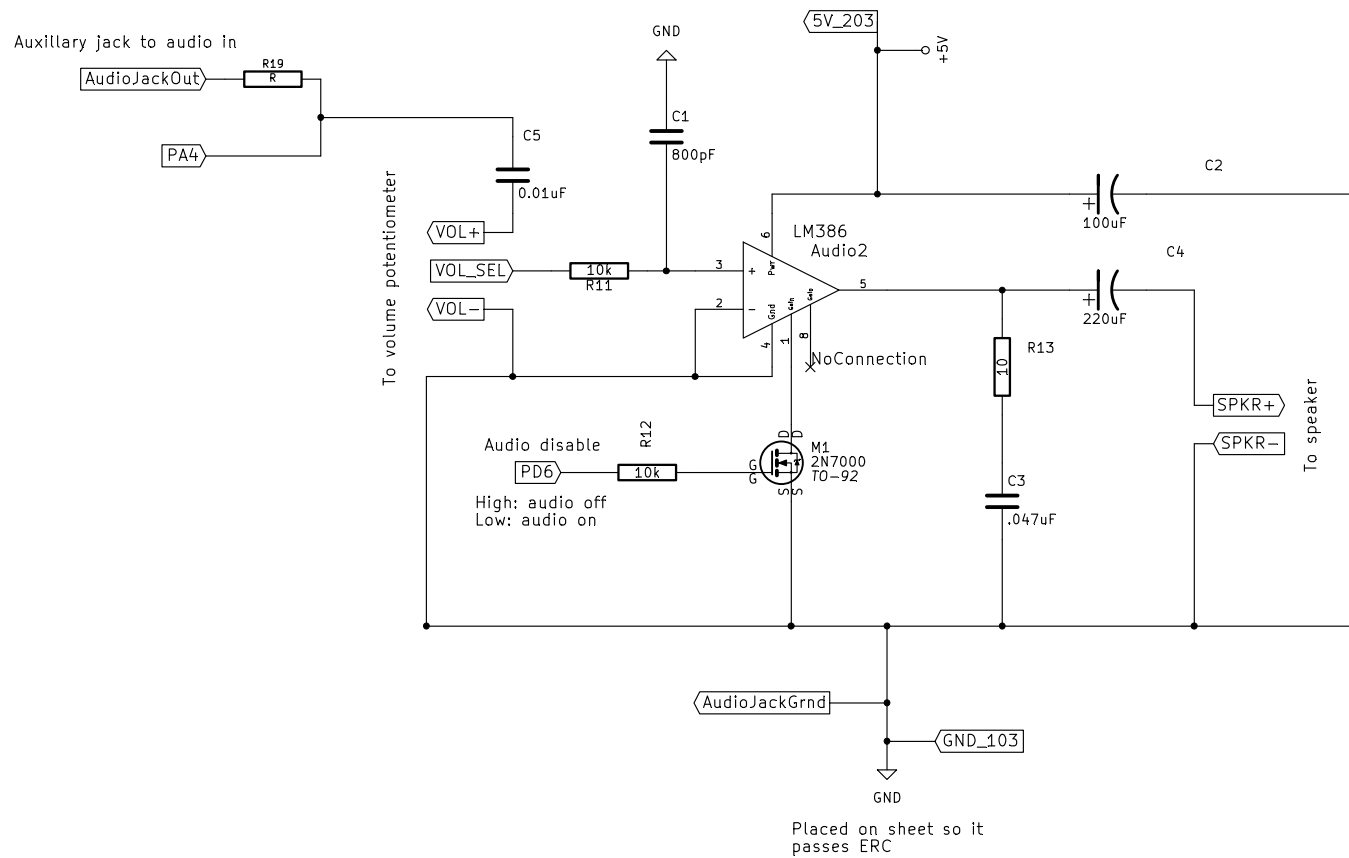 Auxillary jack to audio in
AudioJackOut
R19
R
PA4
C5
0.01uF
To volume potentiometer
VOL+
VOL_SEL
VOL-
10k
R11
GND
C1
800pF
5V_203
+5V
LM386
Audio2
6
Pwr
3
+
2
-
Gnd
4
Gain
1
Gain
8
5
NoConnection
C2
+
100uF
C4
+
220uF
R13
10
C3
.047uF
SPKR+
SPKR-
To speaker
Audio disable
PD6
R12
10k
High: audio off
Low: audio on
D
D
G
G
S
S
M1
2N7000
TO-92
AudioJackGrnd
GND_103
GND
Placed on sheet so it
passes ERC